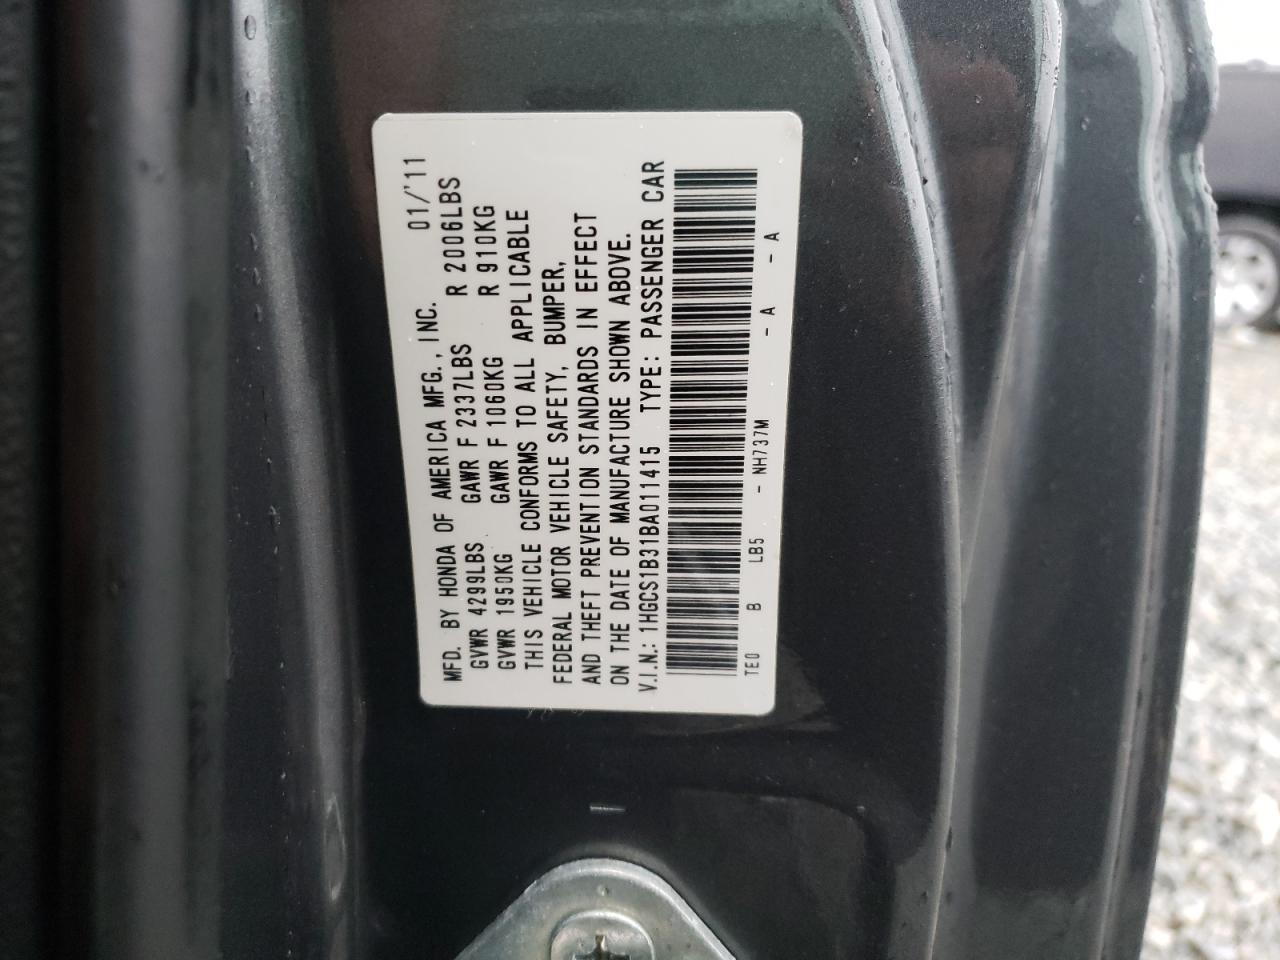 MFD. BY HONDA OF AMERICA MFG., INC. 01/'11
GVWR 4299LBS GAWR F 2337LBS R 2006LBS
GVWR 1950KG GAWR F 1060KG R 910KG
THIS VEHICLE CONFORMS TO ALL APPLICABLE
FEDERAL MOTOR VEHICLE SAFETY, BUMPER,
AND THEFT PREVENTION STANDARDS IN EFFECT
ON THE DATE OF MANUFACTURE SHOWN ABOVE.
V.I.N.: 1HGCS1B31BA011415 TYPE: PASSENGER CAR
TE0 B LB5 - NH737M - A - A